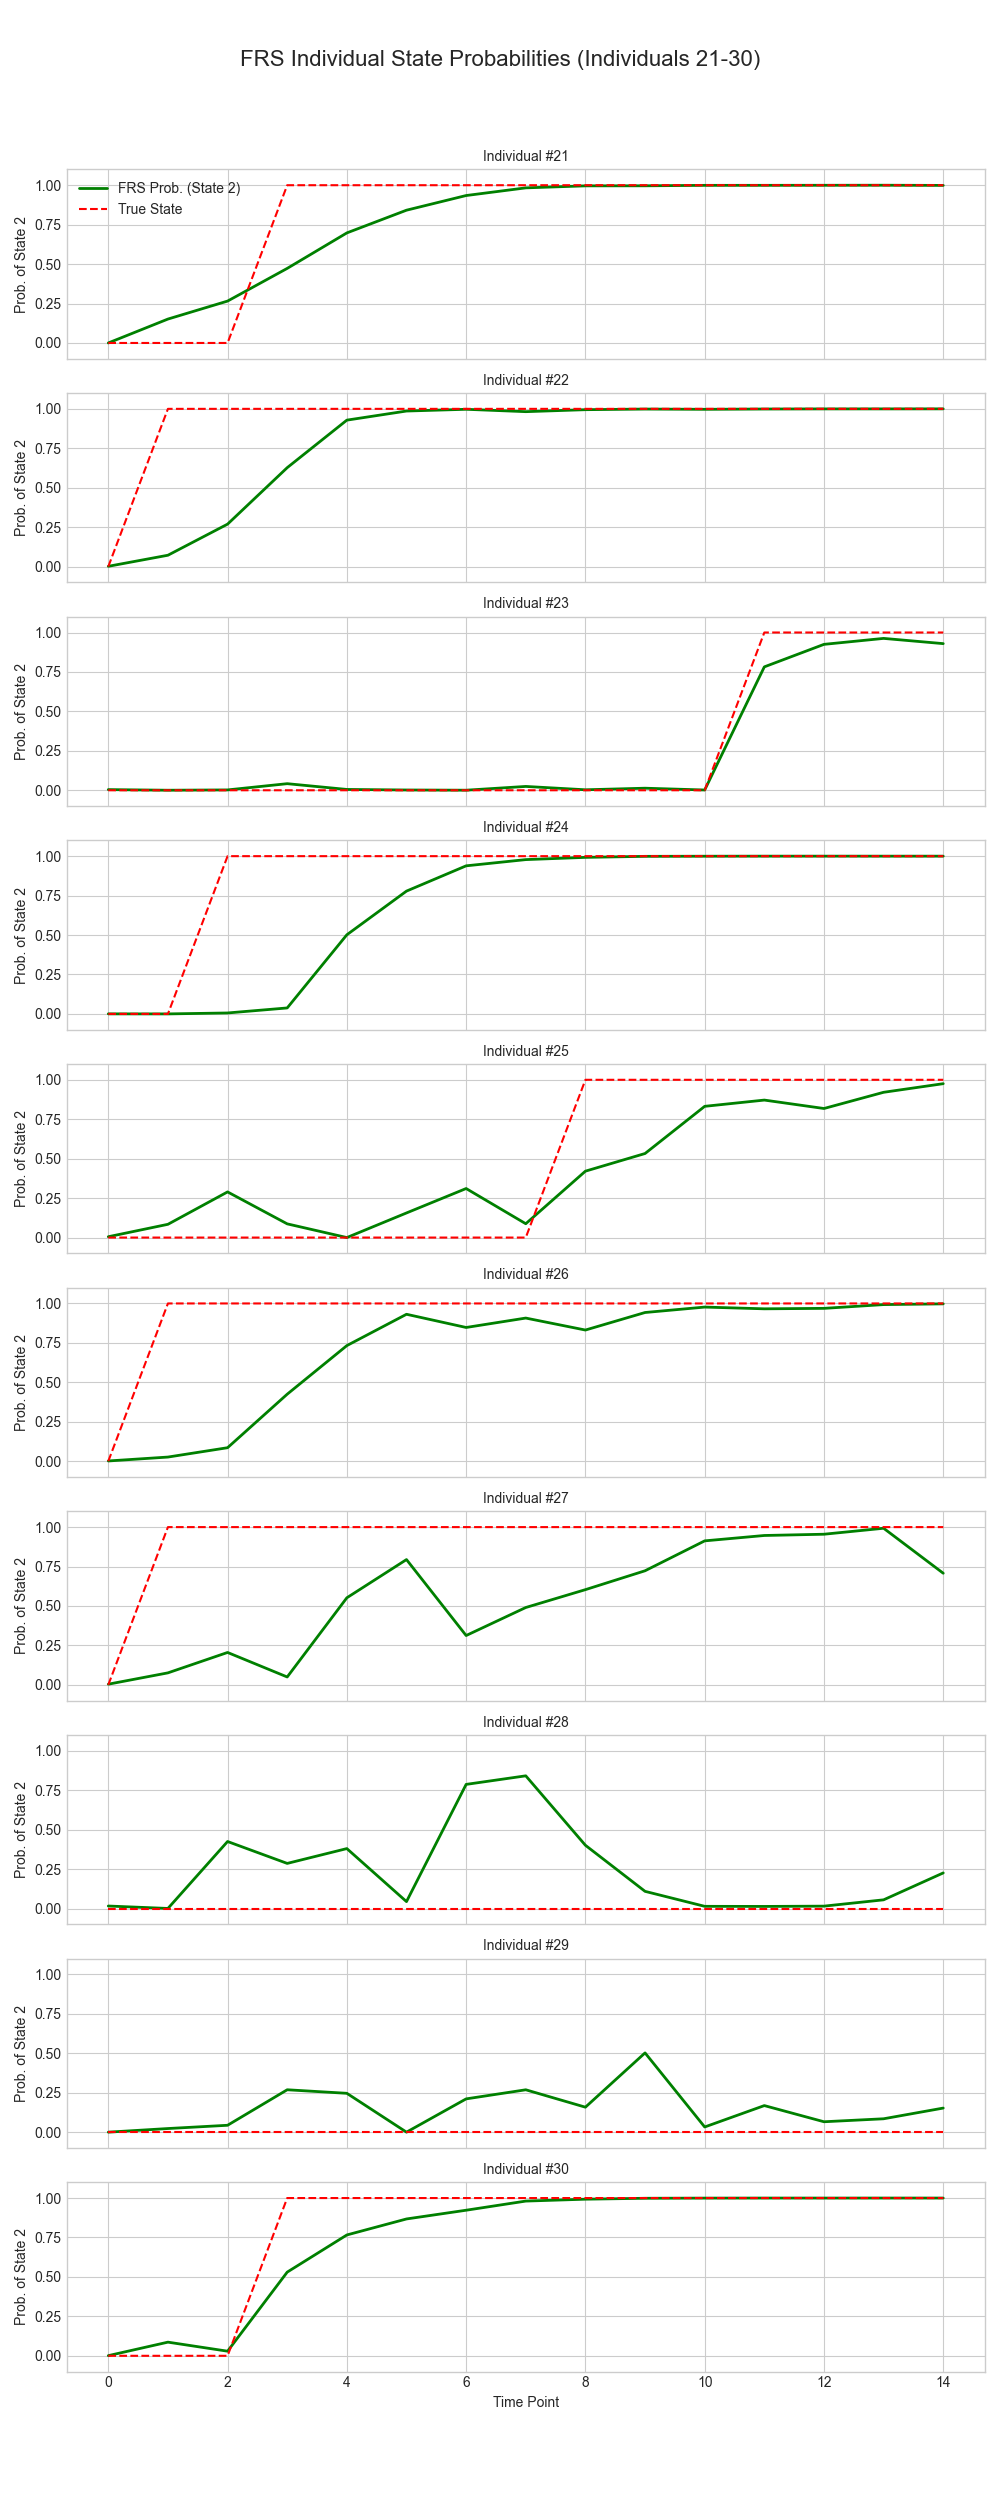 FRS Individual State Probabilities (Individuals 21-30)
Individual #21
FRS Prob. (State 2)
True State
Prob. of State 2
1.00
0.75
0.50
0.25
0.00
Individual #22
Prob. of State 2
1.00
0.75
0.50
0.25
0.00
Individual #23
Prob. of State 2
1.00
0.75
0.50
0.25
0.00
Individual #24
Prob. of State 2
1.00
0.75
0.50
0.25
0.00
Individual #25
Prob. of State 2
1.00
0.75
0.50
0.25
0.00
Individual #26
Prob. of State 2
1.00
0.75
0.50
0.25
0.00
Individual #27
Prob. of State 2
1.00
0.75
0.50
0.25
0.00
Individual #28
Prob. of State 2
1.00
0.75
0.50
0.25
0.00
Individual #29
Prob. of State 2
1.00
0.75
0.50
0.25
0.00
Individual #30
Prob. of State 2
1.00
0.75
0.50
0.25
0.00
0 2 4 6 8 10 12 14
Time Point